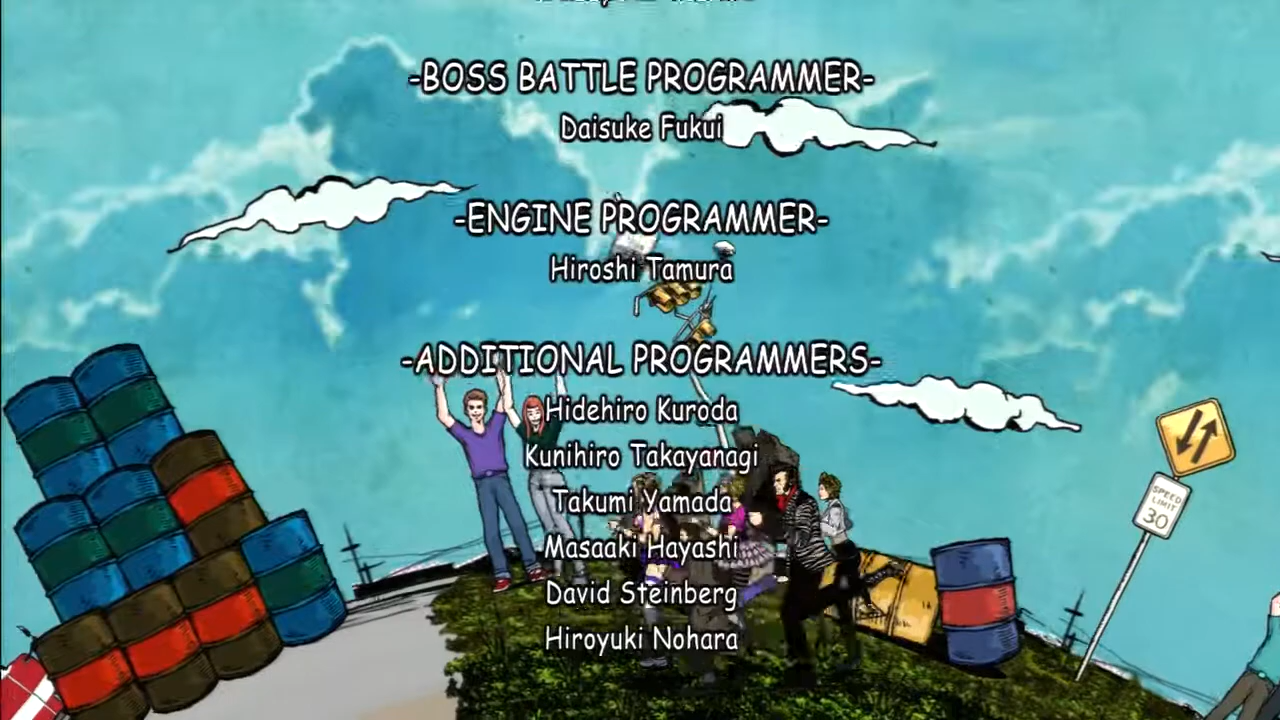 -BOSS BATTLE PROGRAMMER-
Daisuke Fukui
-ENGINE PROGRAMMER-
Hiroshi Tamura
-ADDITIONAL PROGRAMMERS-
Hidehiro Kuroda
Kunihiro Takayanagi
Takumi Yamada
Masaaki Hayashi
David Steinberg
Hiroyuki Nohara
SPEED
LIMIT
30